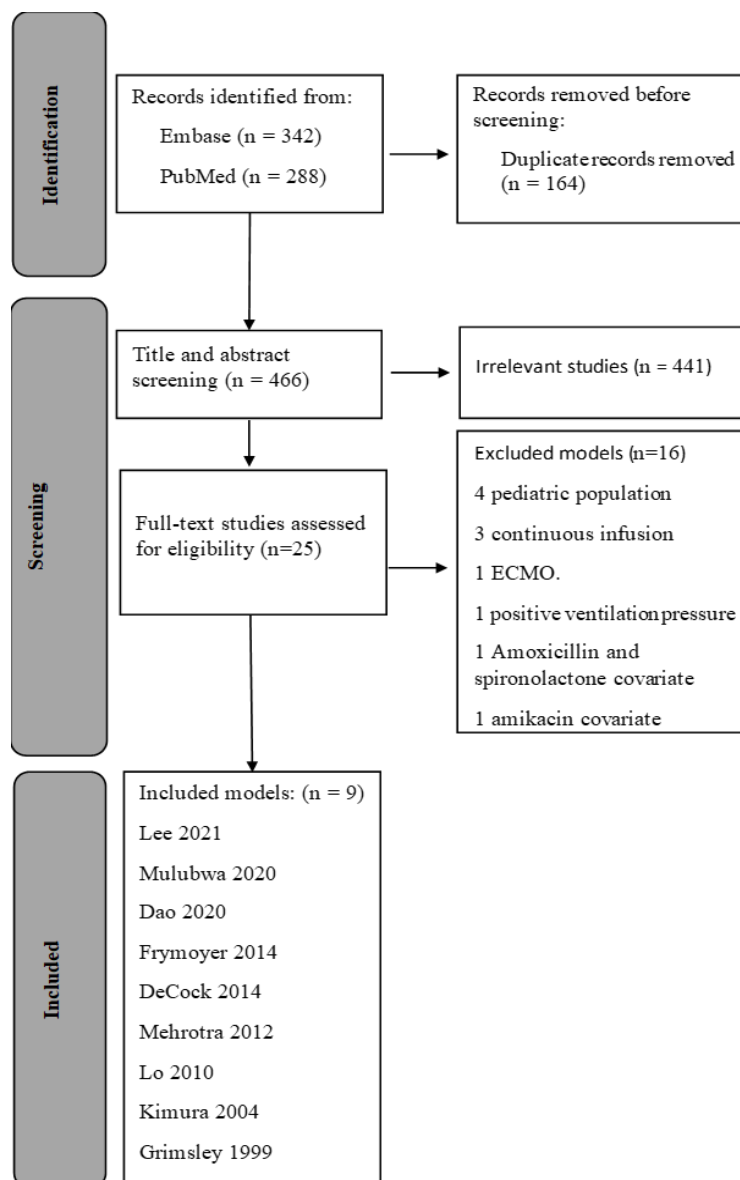 Identification
Records identified from:
Embase (n = 342)
PubMed (n = 288)
Records removed before
screening:
Duplicate records removed
(n = 164)
Screening
Title and abstract
screening (n = 466)
Irrelevant studies (n = 441)
Full-text studies assessed
for eligibility (n=25)
Excluded models (n=16)
4 pediatric population
3 continuous infusion
1 ECMO.
1 positive ventilation pressure
1 Amoxicillin and
spironolactone covariate
1 amikacin covariate
Included
Included models: (n = 9)
Lee 2021
Mulubwa 2020
Dao 2020
Frymoyer 2014
DeCock 2014
Mehrotra 2012
Lo 2010
Kimura 2004
Grimsley 1999